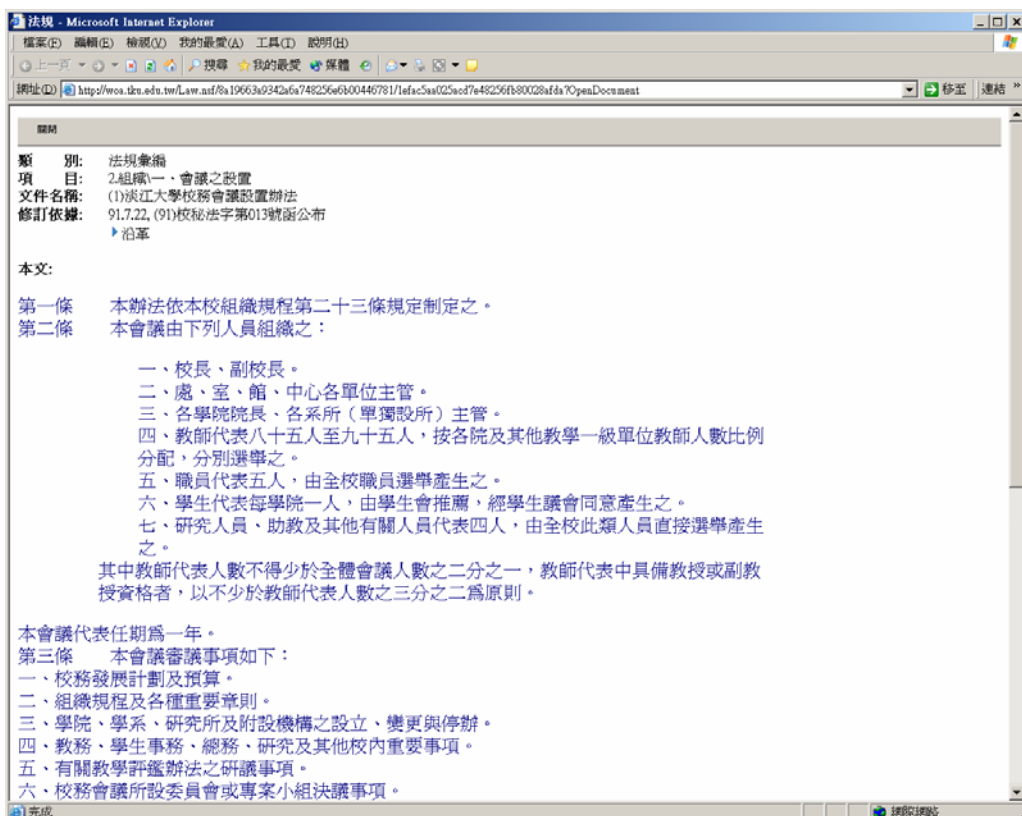 法規 - Microsoft Internet Explorer
檔案(F) 編輯(E) 檢視(V) 我的最愛(A) 工具(T) 說明(H)
上一頁 搜尋 我的最愛 媒體
網址(D) http://woa.tku.edu.tw/Law.nsf/8a19663a9342a6a748256e6b00446781/1efac5aa025acd7e48256fb80028afda?OpenDocument 移至 連結 »
關閉
類 別: 法規彙編
項 目: 2.組織\一、會議之設置
文件名稱: (1)淡江大學校務會議設置辦法
修訂依據: 91.7.22, (91)校秘法字第013號函公布
沿革
本文:
第一條 本辦法依本校組織規程第二十三條規定制定之。
第二條 本會議由下列人員組織之：
一、校長、副校長。
二、處、室、館、中心各單位主管。
三、各學院院長、各系所（單獨設所）主管。
四、教師代表八十五人至九十五人，按各院及其他教學一級單位教師人數比例
分配，分別選舉之。
五、職員代表五人，由全校職員選舉產生之。
六、學生代表每學院一人，由學生會推薦，經學生議會同意產生之。
七、研究人員、助教及其他有關人員代表四人，由全校此類人員直接選舉產生
之。
其中教師代表人數不得少於全體會議人數之二分之一，教師代表中具備教授或副教
授資格者，以不少於教師代表人數之三分之二為原則。
本會議代表任期為一年。
第三條 本會議審議事項如下：
一、校務發展計劃及預算。
二、組織規程及各種重要章則。
三、學院、學系、研究所及附設機構之設立、變更與停辦。
四、教務、學生事務、總務、研究及其他校內重要事項。
五、有關教學評鑑辦法之研議事項。
六、校務會議所設委員會或專案小組決議事項。
完成 網際網路